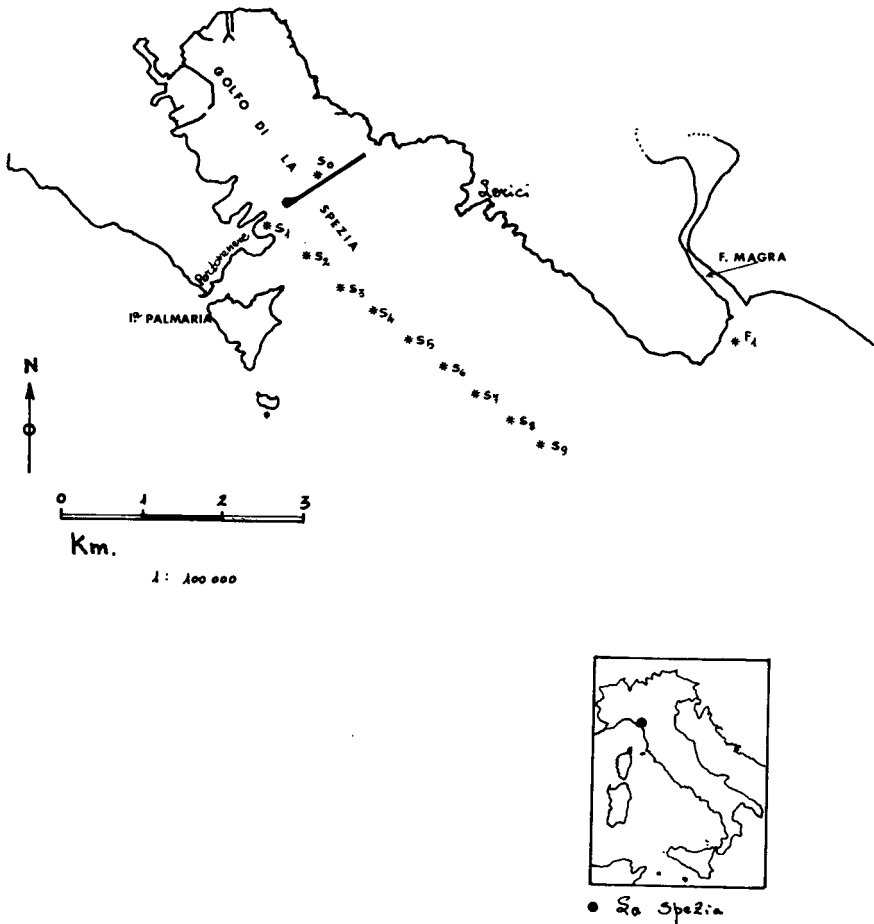 GOLFO DI LA SPEZIA
S0
S1
S2
S3
S4
S5
S6
S7
S8
S9
F1
Lerici
F. MAGRA
Portovenere
Iª PALMARIA
N
0 1 2 3
Km.
1: 100 000
La Spezia